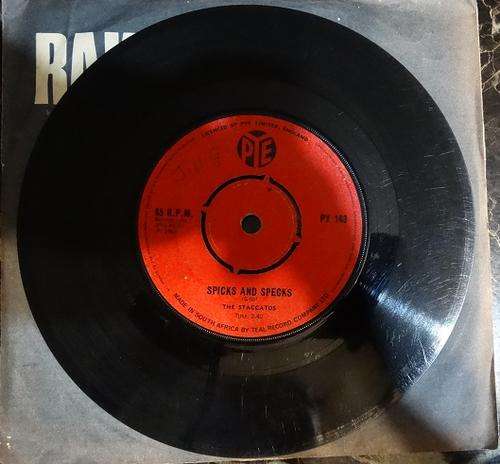 RA
LICENSED BY PYE LIMITED, ENGLAND
PYE
45 R.P.M.
PY 143
SPICKS AND SPECKS
(Gibb)
THE STACCATOS
Time 2:40
MADE IN SOUTH AFRICA BY TEAL RECORD COMPANY LTD.